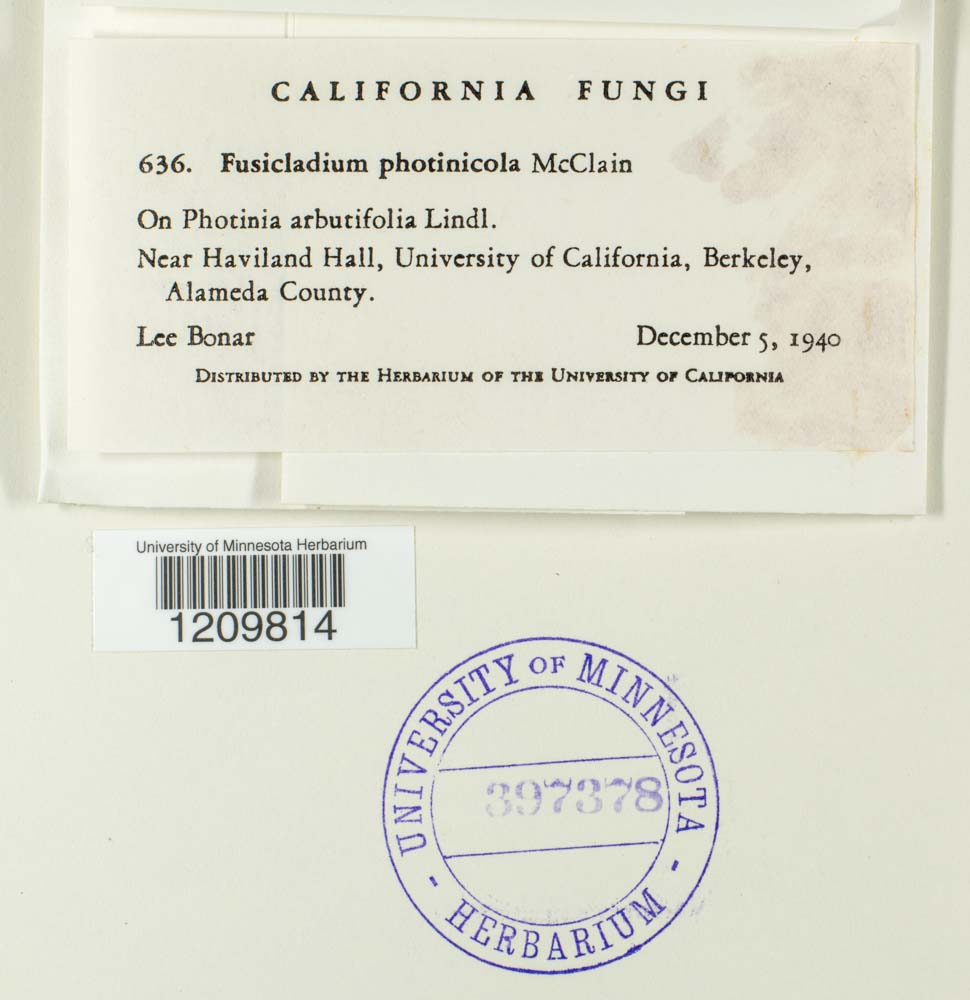 CALIFORNIA FUNGI
636. Fusicladium photinicola McClain
On Photinia arbutifolia Lindl.
Near Haviland Hall, University of California, Berkeley,
Alameda County.
Lee Bonar December 5, 1940
DISTRIBUTED BY THE HERBARIUM OF THE UNIVERSITY OF CALIFORNIA
University of Minnesota Herbarium
1209814
UNIVERSITY OF MINNESOTA
397378
- HERBARIUM -